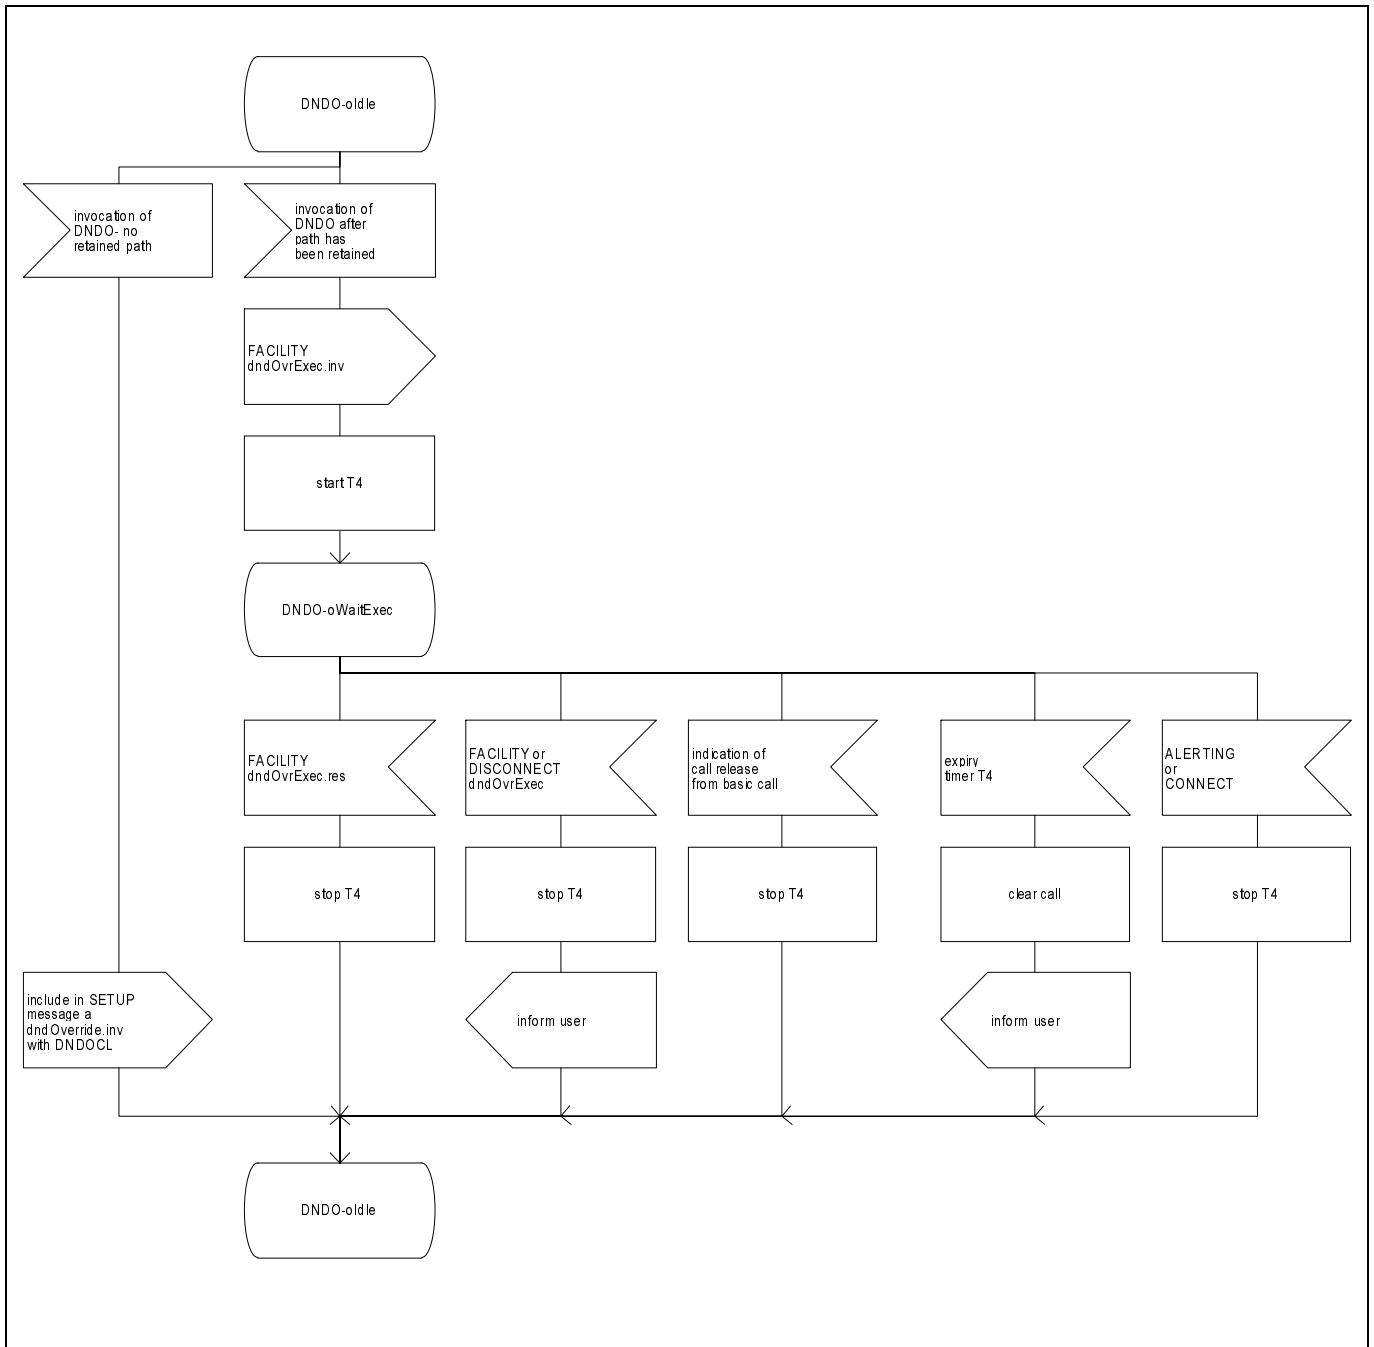 DNDO-oIdle
invocation of
DNDO- no
retained path
invocation of
DNDO after
path has
been retained
FACILITY
dndOvrExec.inv
start T4
DNDO-oWaitExec
FACILITY
dndOvrExec.res
FACILITY or
DISCONNECT
dndOvrExec
indication of
call release
from basic call
expiry
timer T4
ALERTING
or
CONNECT
stop T4
stop T4
stop T4
clear call
stop T4
include in SETUP
message a
dndOverride.inv
with DNDOCL
inform user
inform user
DNDO-oIdle